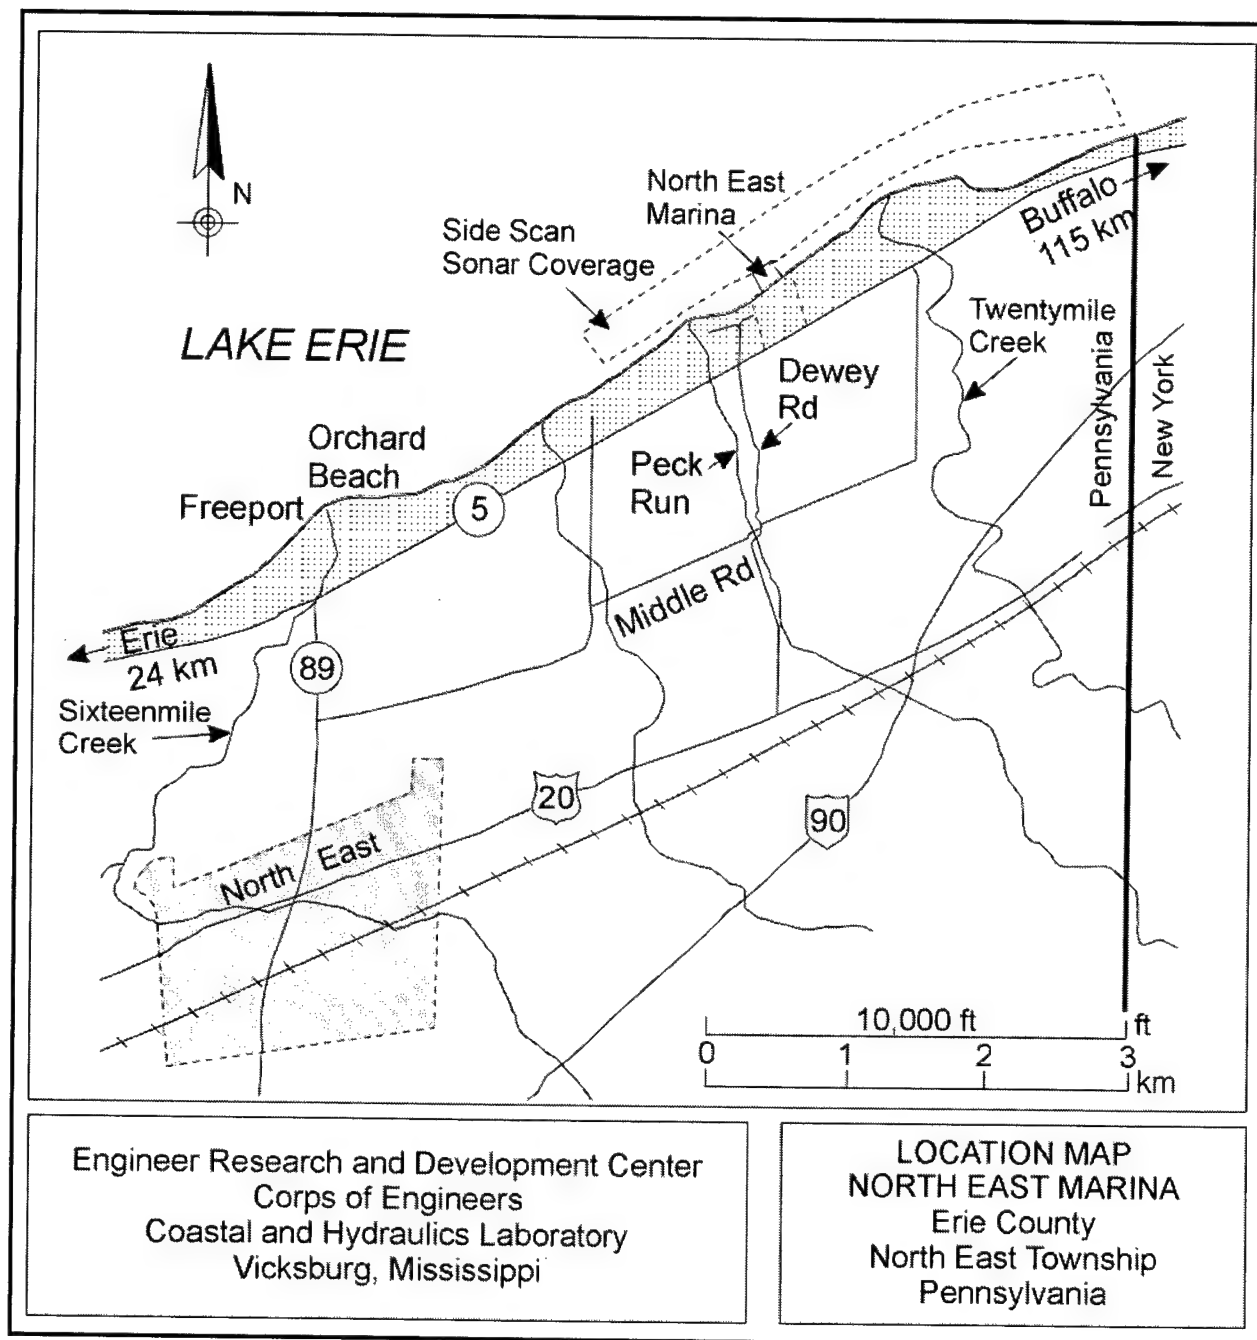 N
North East
Marina
Side Scan
Sonar Coverage
Buffalo
115 km
LAKE ERIE
Twentymile
Creek
Dewey
Rd
Pennsylvania
New York
Orchard
Beach
Freeport
Peck
Run
5
Middle Rd
Erie
24 km
89
Sixteenmile
Creek
20
90
North East
10,000 ft
ft
0 1 2 3
km
Engineer Research and Development Center
Corps of Engineers
Coastal and Hydraulics Laboratory
Vicksburg, Mississippi
LOCATION MAP
NORTH EAST MARINA
Erie County
North East Township
Pennsylvania